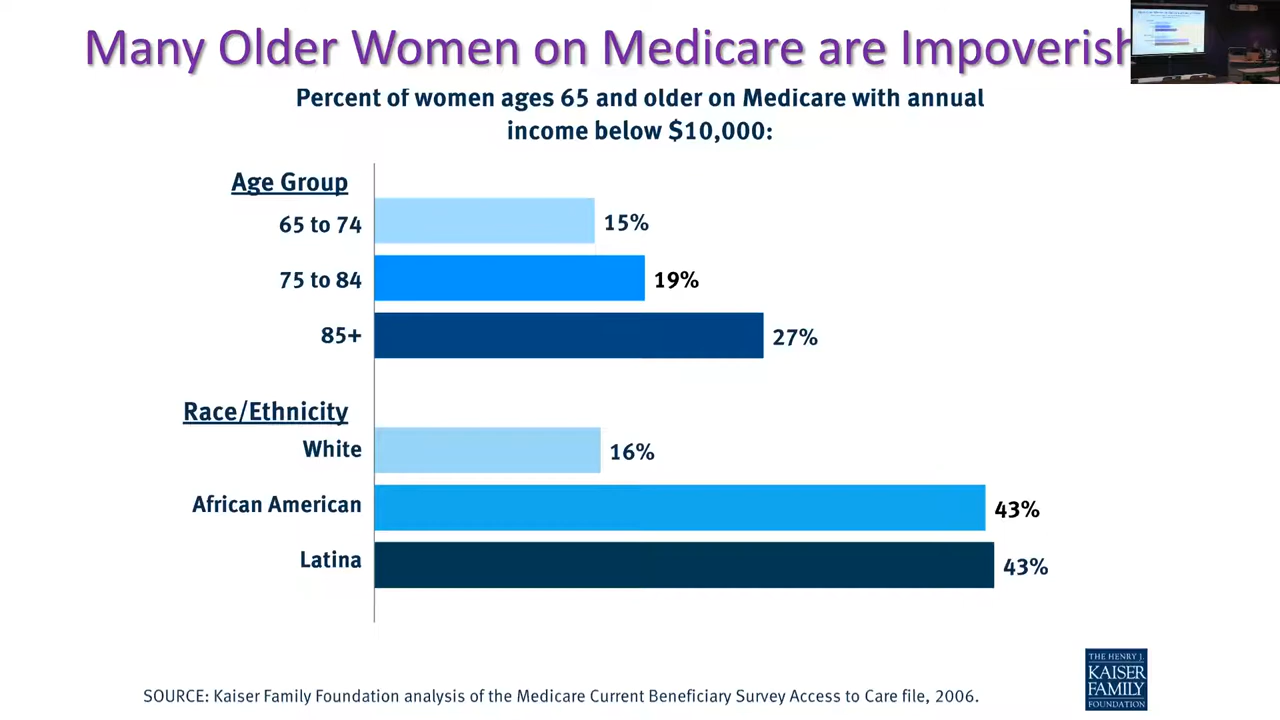 Many Older Women on Medicare are Impoverish
Percent of women ages 65 and older on Medicare with annual
income below $10,000:
Age Group
65 to 74
15%
75 to 84
19%
85+
27%
Race/Ethnicity
White
16%
African American
43%
Latina
43%
THE HENRY J.
KAISER
FAMILY
FOUNDATION
SOURCE: Kaiser Family Foundation analysis of the Medicare Current Beneficiary Survey Access to Care file, 2006.